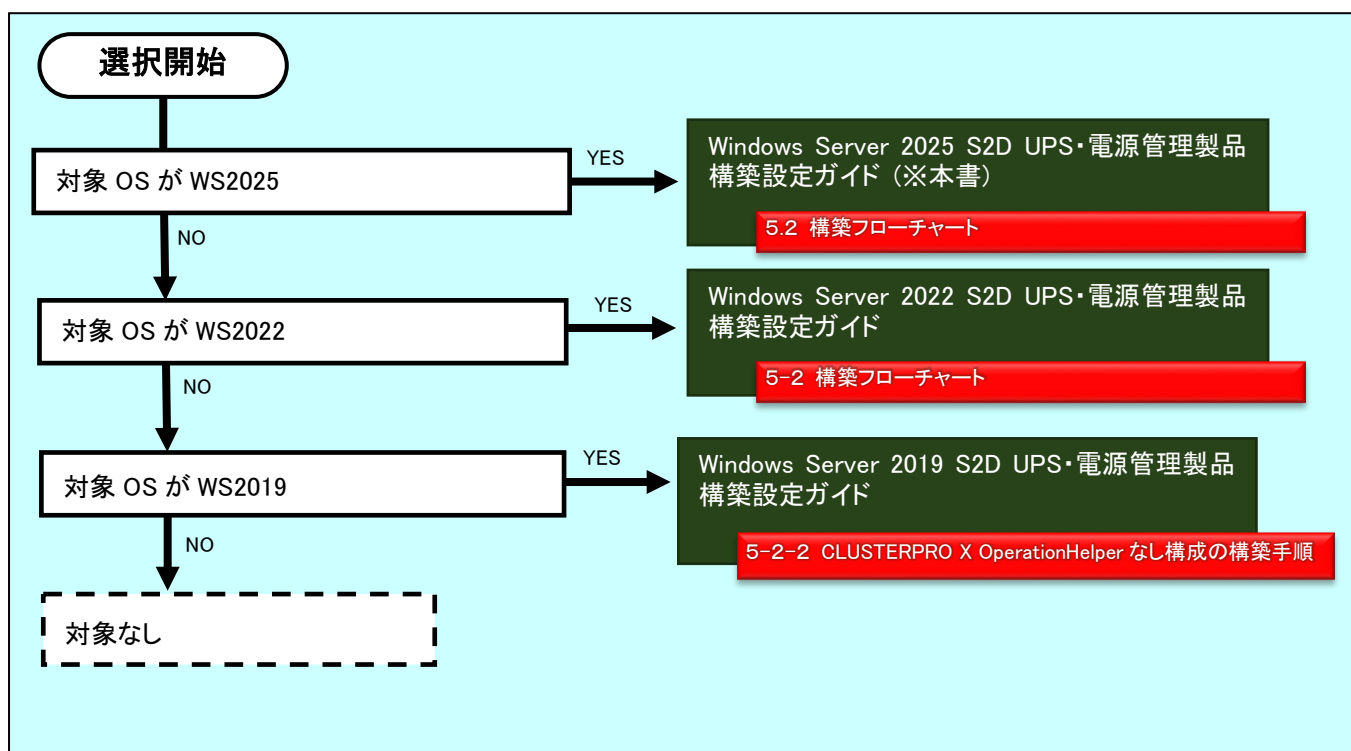 選択開始
対象 OS が WS2025
YES
Windows Server 2025 S2D UPS・電源管理製品
構築設定ガイド (※本書)
5.2 構築フローチャート
NO
対象 OS が WS2022
YES
Windows Server 2022 S2D UPS・電源管理製品
構築設定ガイド
5-2 構築フローチャート
NO
対象 OS が WS2019
YES
Windows Server 2019 S2D UPS・電源管理製品
構築設定ガイド
5-2-2 CLUSTERPRO X OperationHelper なし構成の構築手順
NO
対象なし